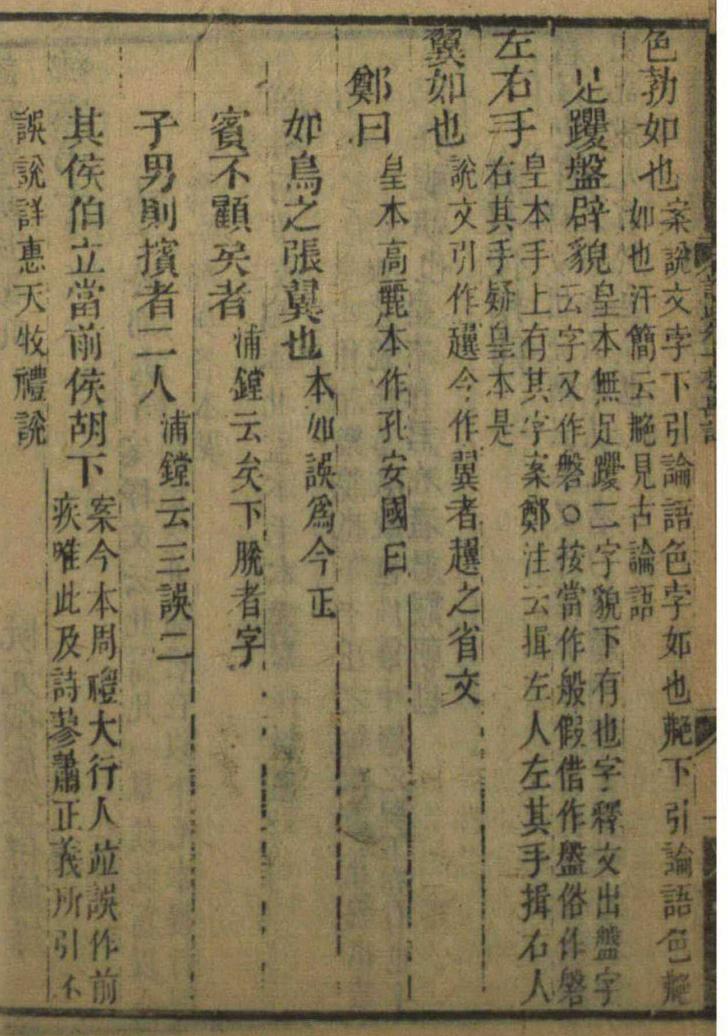 色勃如也案說文孛下引論語色孛如也艴下引論語色艴
如也汗簡云艴見古論語
足躩盤辟貌皇本無足躩二字貌下有也字釋文出盤字
云字又作磐○按當作般假借作盤俗作磐
左右手皇本手上有其字案鄭注云揖左人左其手揖右人
右其手疑皇本是
翼如也說文引作趩今作翼者趩之省文
鄭曰皇本高麗本作孔安國曰
如鳥之張翼也本如誤爲今正
賓不顧矣者浦鏜云矣下脫者字
子男則擯者二人浦鏜云三誤二
其侯伯立當前侯胡下案今本周禮大行人竝誤作前
疾唯此及詩蓼蕭正義所引不
誤說詳惠天牧禮說